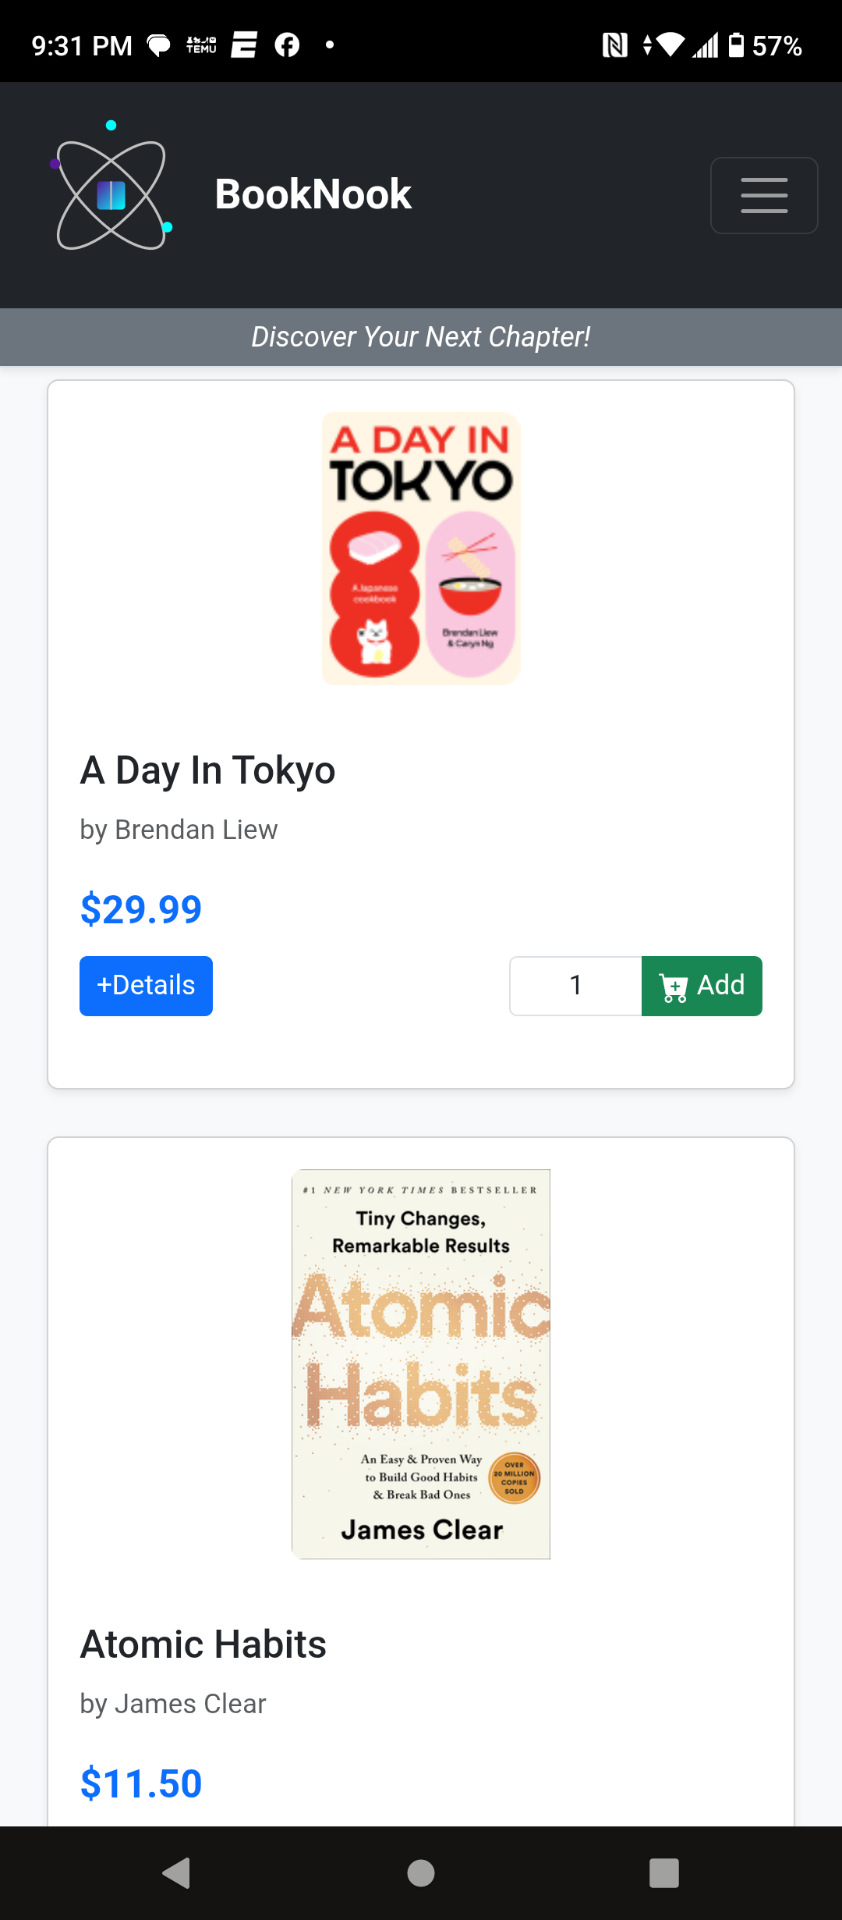 9:31 PM TEMU 57%
BookNook
Discover Your Next Chapter!
A DAY IN
TOKYO
A Japanese
cookbook
Brendan Liew
& Caryn Ng
A Day In Tokyo
by Brendan Liew
$29.99
+Details 1 Add
#1 NEW YORK TIMES BESTSELLER
Tiny Changes,
Remarkable Results
Atomic
Habits
An Easy & Proven Way
to Build Good Habits
& Break Bad Ones
OVER
20 MILLION
COPIES
SOLD
James Clear
Atomic Habits
by James Clear
$11.50